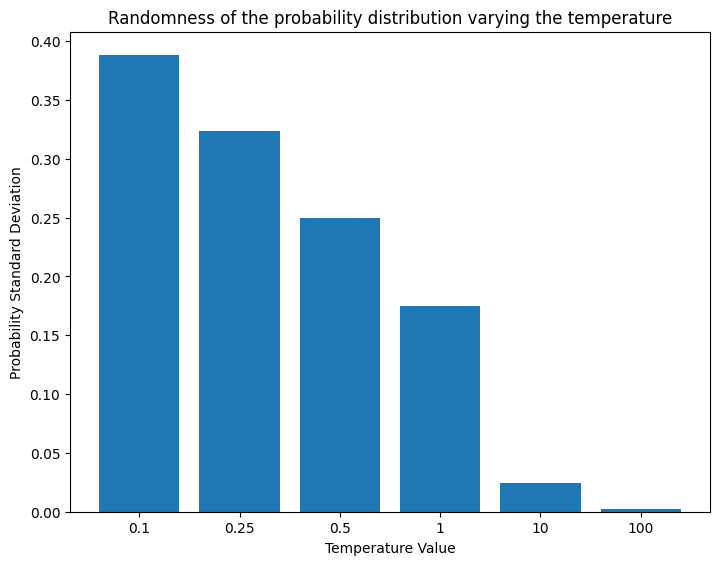 Randomness of the probability distribution varying the temperature
0.40
0.35
0.30
0.25
0.20
0.15
0.10
0.05
0.00
Probability Standard Deviation
0.1 0.25 0.5 1 10 100
Temperature Value